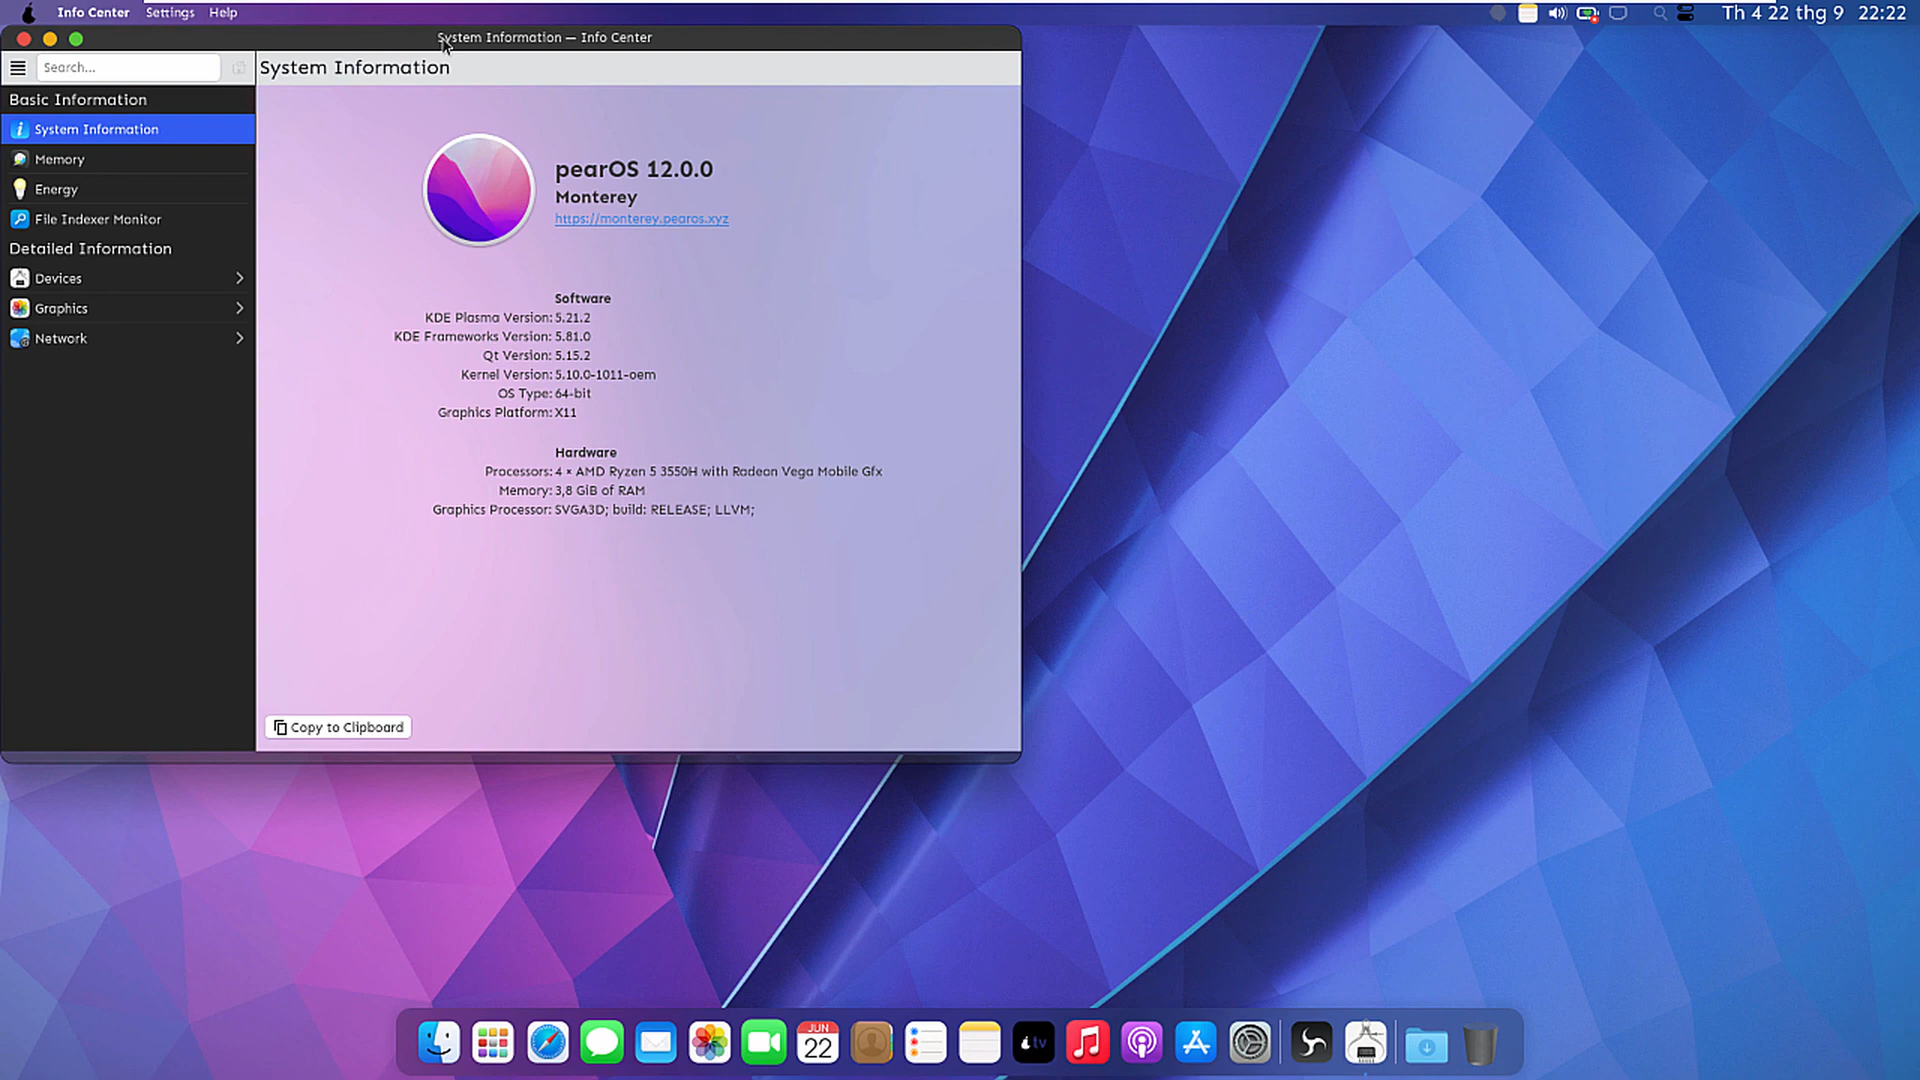 Info Center Settings Help
Th 4 22 thg 9 22:22
System Information — Info Center
Search...
System Information
Basic Information
System Information
Memory
Energy
File Indexer Monitor
Detailed Information
Devices
Graphics
Network
pearOS 12.0.0
Monterey
https://monterey.pearos.xyz
Software
KDE Plasma Version: 5.21.2
KDE Frameworks Version: 5.81.0
Qt Version: 5.15.2
Kernel Version: 5.10.0-1011-oem
OS Type: 64-bit
Graphics Platform: X11
Hardware
Processors: 4 × AMD Ryzen 5 3550H with Radeon Vega Mobile Gfx
Memory: 3,8 GiB of RAM
Graphics Processor: SVGA3D; build: RELEASE; LLVM;
Copy to Clipboard
JUN
22
tv